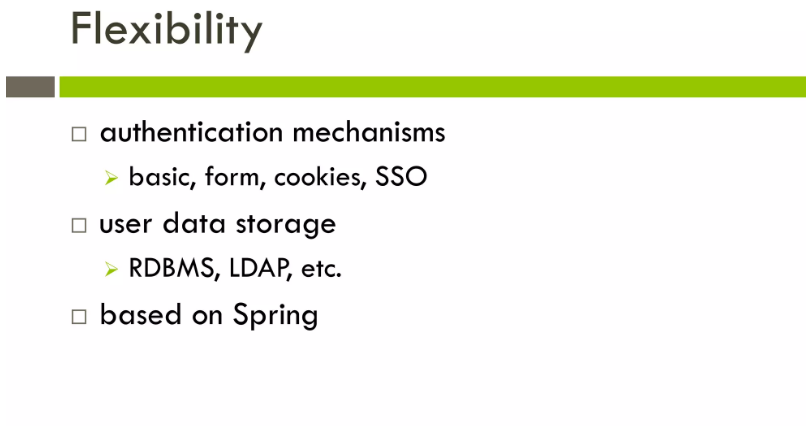 Flexibility
authentication mechanisms
basic, form, cookies, SSO
user data storage
RDBMS, LDAP, etc.
based on Spring